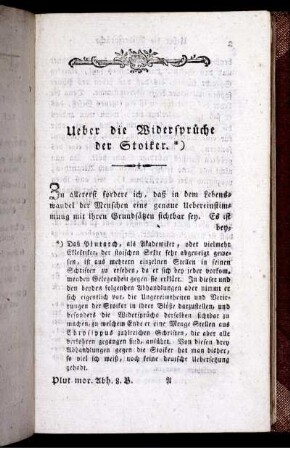 Ueber die Widersprüche
der Stoiker. *)
Zu allererst fordere ich, daß in dem Lebens-
wandel der Menschen eine genaue Uebereinstim-
mung mit ihren Grundsätzen sichtbar sey. Es ist
bey-
*) Daß Plutarch, als Akademiker, oder vielmehr
Eklektiker, der stoischen Sekte sehr abgeneigt gewe-
sen, ist aus mehrern einzelnen Stellen in seinen
Schriften zu ersehen, da er sich bey jeder vorkom-
menden Gelegenheit gegen sie erklärt. In dieser und
den beyden folgenden Abhandlungen aber nimmt er
sich eigentlich vor, die Ungereimtheiten und Verir-
rungen der Stoiker in ihrer Blöße darzustellen, und
besonders die Widersprüche derselben sichtbar zu
machen, zu welchem Ende er eine Menge Stellen aus
Chrysippus zahlreichen Schriften, die aber alle
verlohren gegangen sind, anführt. Von diesen drey
Abhandlungen gegen die Stoiker hat man bisher,
so viel ich weiß, noch keine deutsche Uebersetzung
gehabt.
Plut. mor. Abh. 8. B. A